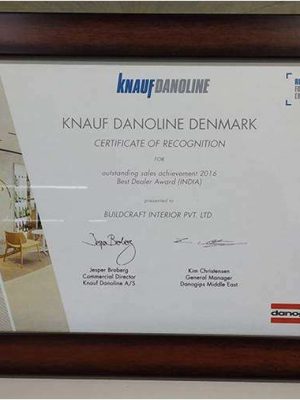 KNAUF DANOLINE
KNAUF DANOLINE DENMARK
CERTIFICATE OF RECOGNITION
FOR
outstanding sales achievement 2016
Best Dealer Award (INDIA)
presented to
BUILDCRAFT INTERIOR PVT. LTD.
Jesper Broberg
Commercial Director
Knauf Danoline A/S
Kim Christensen
General Manager
Danogips Middle East